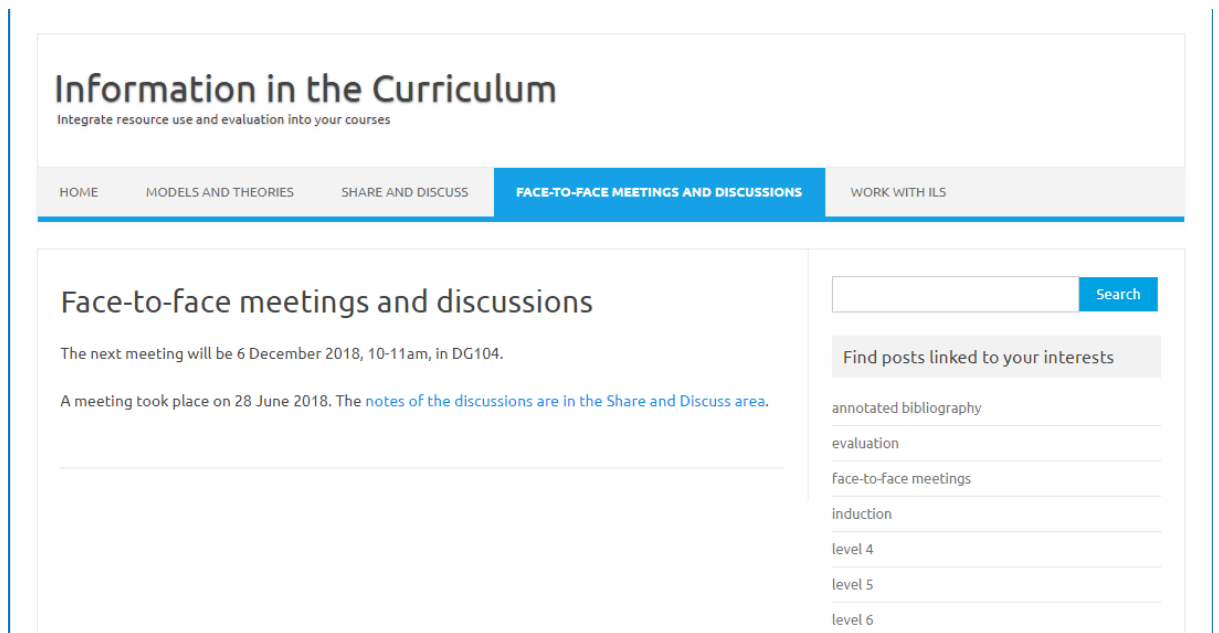 Information in the Curriculum
Integrate resource use and evaluation into your courses
HOME MODELS AND THEORIES SHARE AND DISCUSS FACE-TO-FACE MEETINGS AND DISCUSSIONS WORK WITH ILS
Face-to-face meetings and discussions
The next meeting will be 6 December 2018, 10-11am, in DG104.
A meeting took place on 28 June 2018. The notes of the discussions are in the Share and Discuss area.
Search
Find posts linked to your interests
annotated bibliography
evaluation
face-to-face meetings
induction
level 4
level 5
level 6